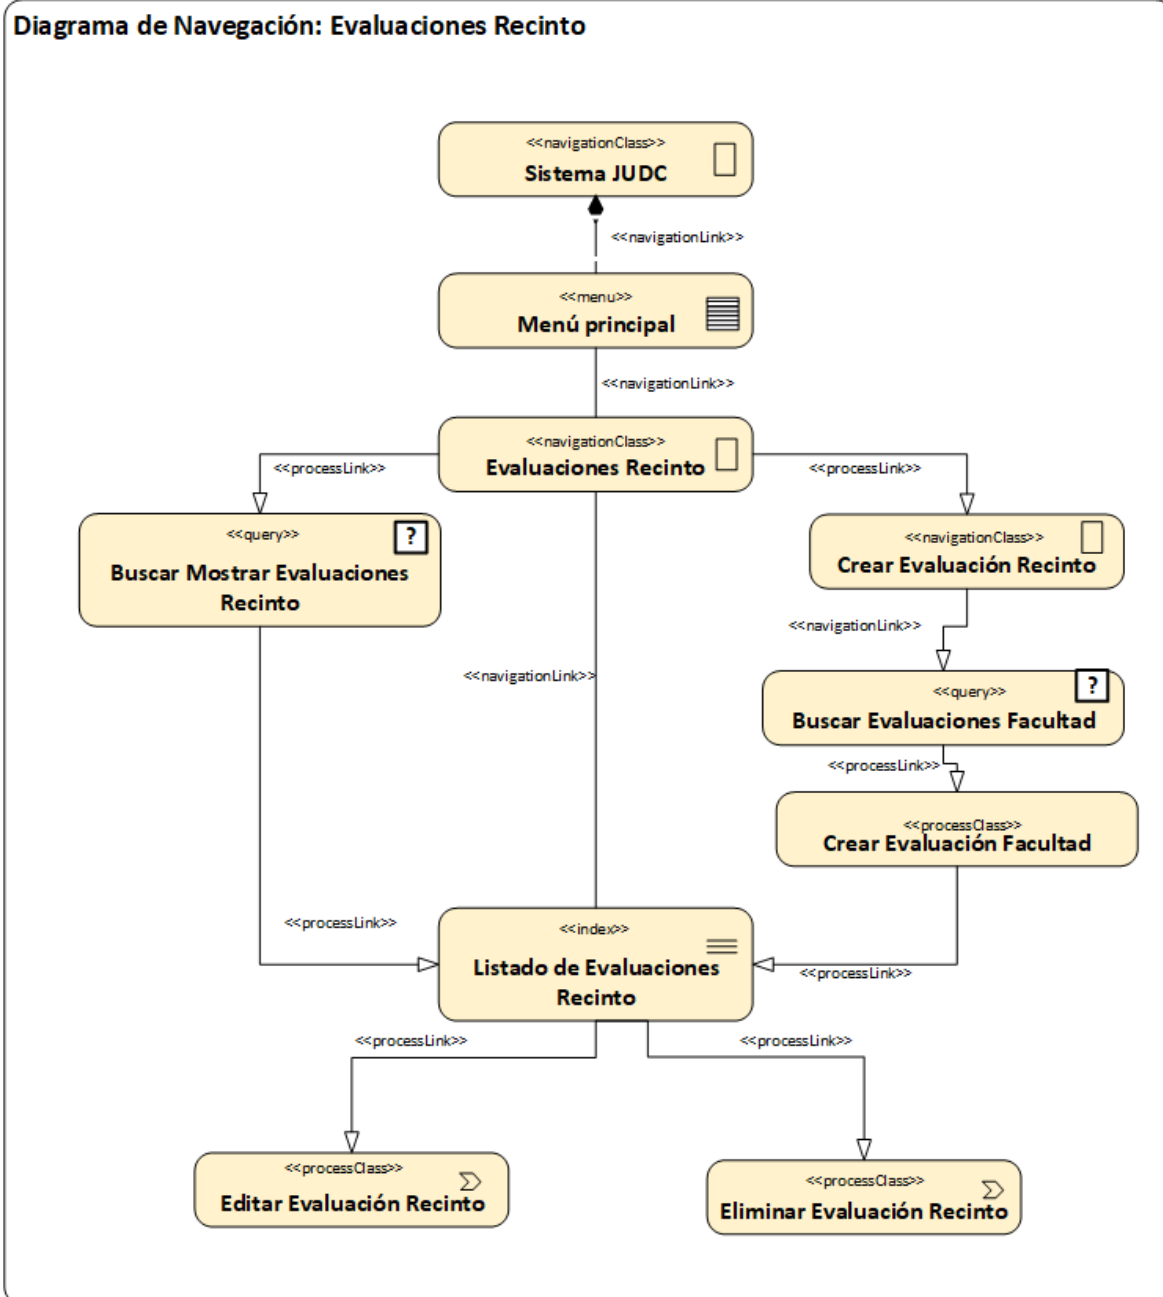 Diagrama de Navegación: Evaluaciones Recinto
<<navigationClass>>
Sistema JUDC
<<navigationLink>>
<<menu>>
Menú principal
<<navigationLink>>
<<navigationClass>>
Evaluaciones Recinto
<<processLink>>
<<processLink>>
<<query>>
?
Buscar Mostrar Evaluaciones
Recinto
<<navigationClass>>
Crear Evaluación Recinto
<<navigationLink>>
<<navigationLink>>
<<query>>
?
Buscar Evaluaciones Facultad
<<processLink>>
<<processClass>>
Crear Evaluación Facultad
<<processLink>>
<<index>>
Listado de Evaluaciones
Recinto
<<processLink>>
<<processLink>>
<<processLink>>
<<processClass>>
Editar Evaluación Recinto
<<processClass>>
Eliminar Evaluación Recinto